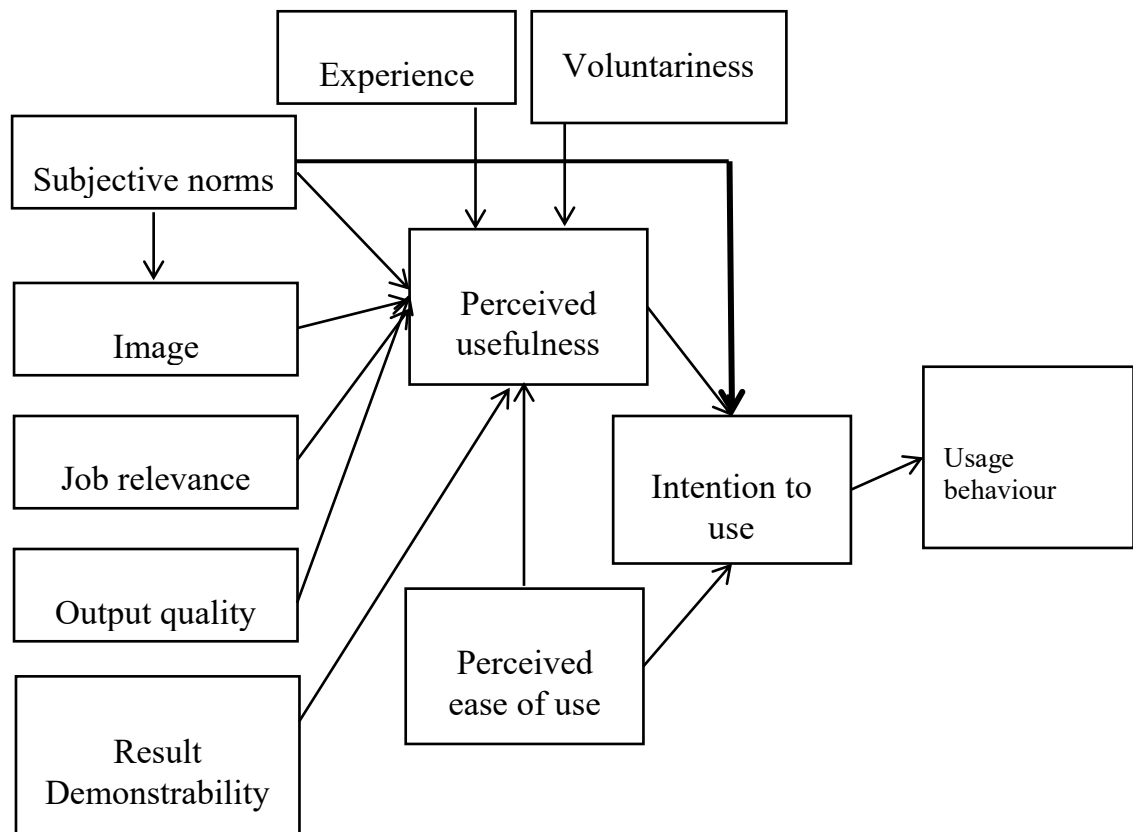 Experience
Voluntariness
Subjective norms
Image
Perceived
usefulness
Job relevance
Intention to
use
Usage
behaviour
Output quality
Perceived
ease of use
Result
Demonstrability